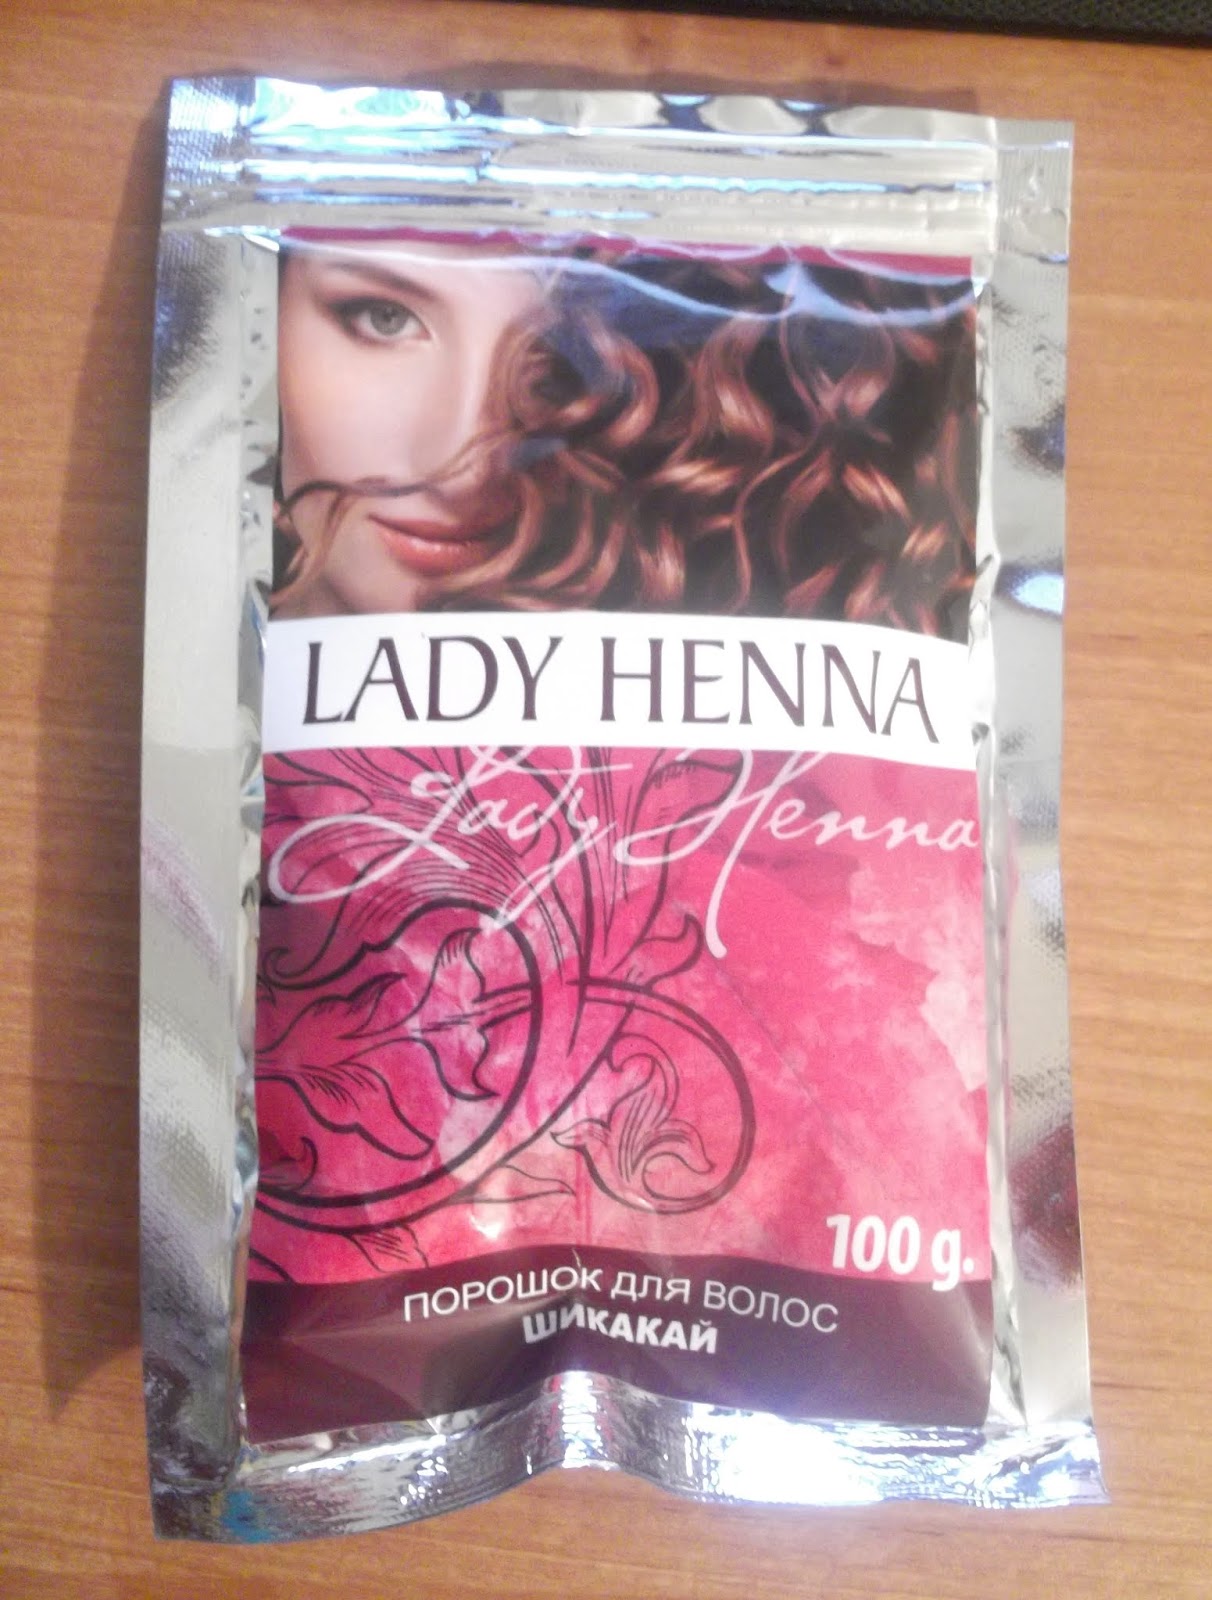 LADY HENNA
Lady Henna
100 g.
ПОРОШОК ДЛЯ ВОЛОС
ШИКАКАЙ